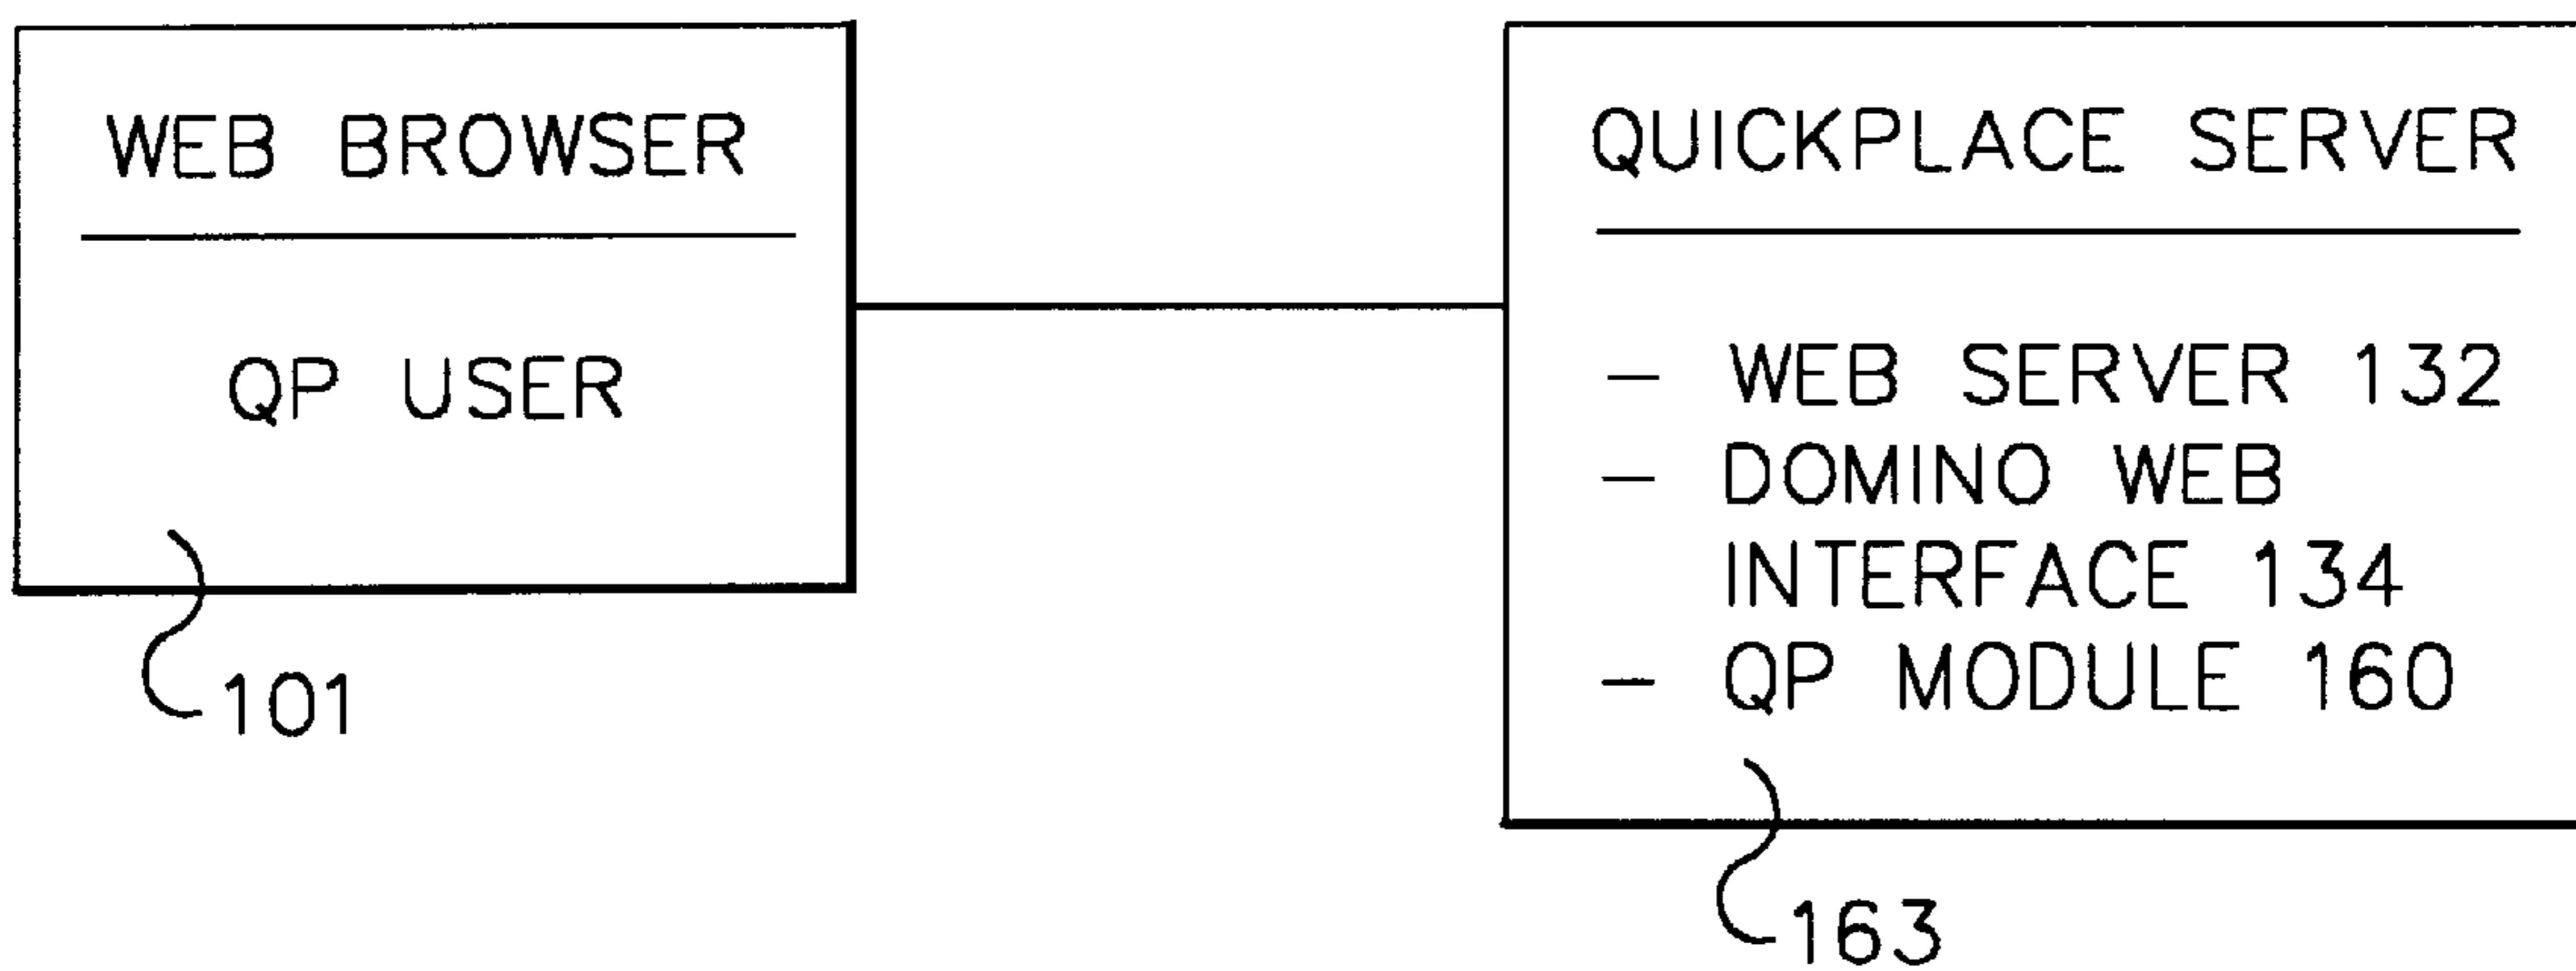 WEB BROWSER
QP USER
101
QUICKPLACE SERVER
– WEB SERVER 132
– DOMINO WEB
INTERFACE 134
– QP MODULE 160
163